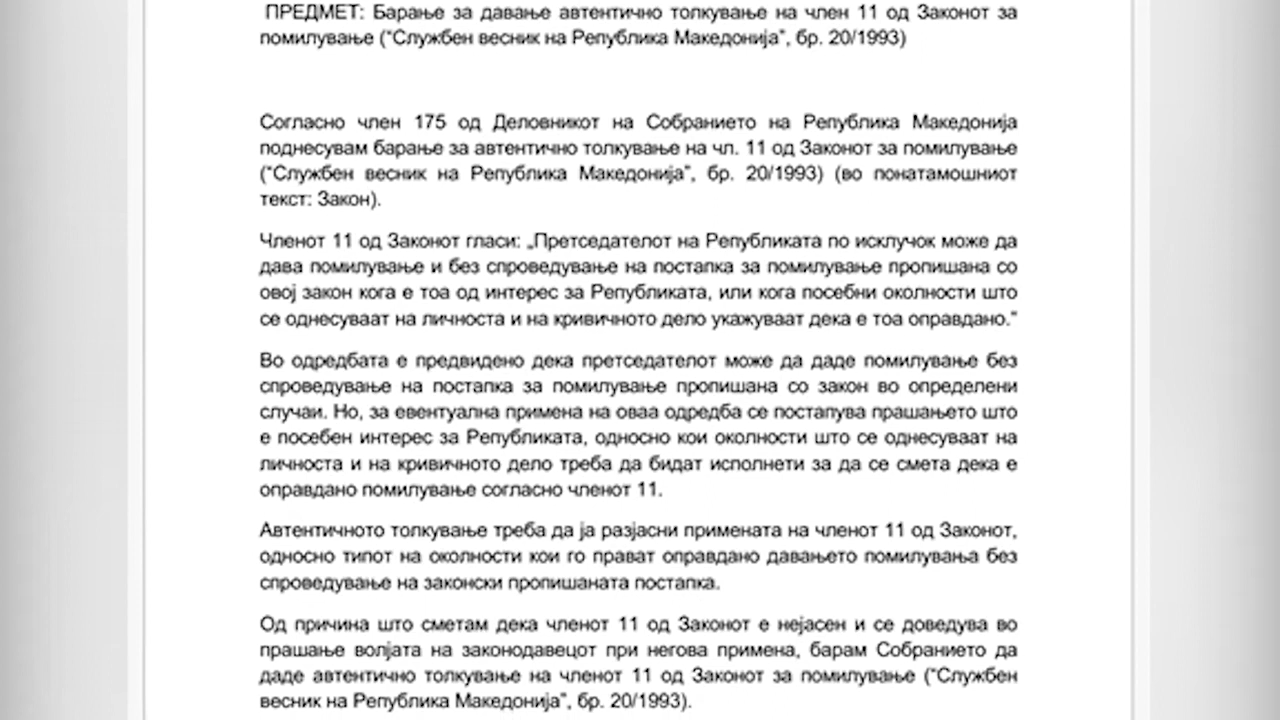 ПРЕДМЕТ: Барање за давање автентично толкување на член 11 од Законот за
помилување (“Службен весник на Република Македонија”, бр. 20/1993)
Согласно член 175 од Деловникот на Собранието на Република Македонија
поднесувам барање за автентично толкување на чл. 11 од Законот за помилување
(“Службен весник на Република Македонија”, бр. 20/1993) (во понатамошниот
текст: Закон).
Членот 11 од Законот гласи: „Претседателот на Републиката по исклучок може да
дава помилување и без спроведување на постапка за помилување пропишана со
овој закон кога е тоа од интерес за Републиката, или кога посебни околности што
се однесуваат на личноста и на кривичното дело укажуваат дека е тоа оправдано.“
Во одредбата е предвидено дека претседателот може да даде помилување без
спроведување на постапка за помилување пропишана со закон во определени
случаи. Но, за евентуална примена на оваа одредба се постапува прашањето што
е посебен интерес за Републиката, односно кои околности што се однесуваат на
личноста и на кривичното дело треба да бидат исполнети за да се смета дека е
оправдано помилување согласно членот 11.
Автентичното толкување треба да ја разјасни примената на членот 11 од Законот,
односно типот на околности кои го прават оправдано давањето помилувања без
спроведување на законски пропишаната постапка.
Од причина што сметам дека членот 11 од Законот е нејасен и се доведува во
прашање волјата на законодавецот при негова примена, барам Собранието да
даде автентично толкување на членот 11 од Законот за помилување (“Службен
весник на Република Македонија”, бр. 20/1993).